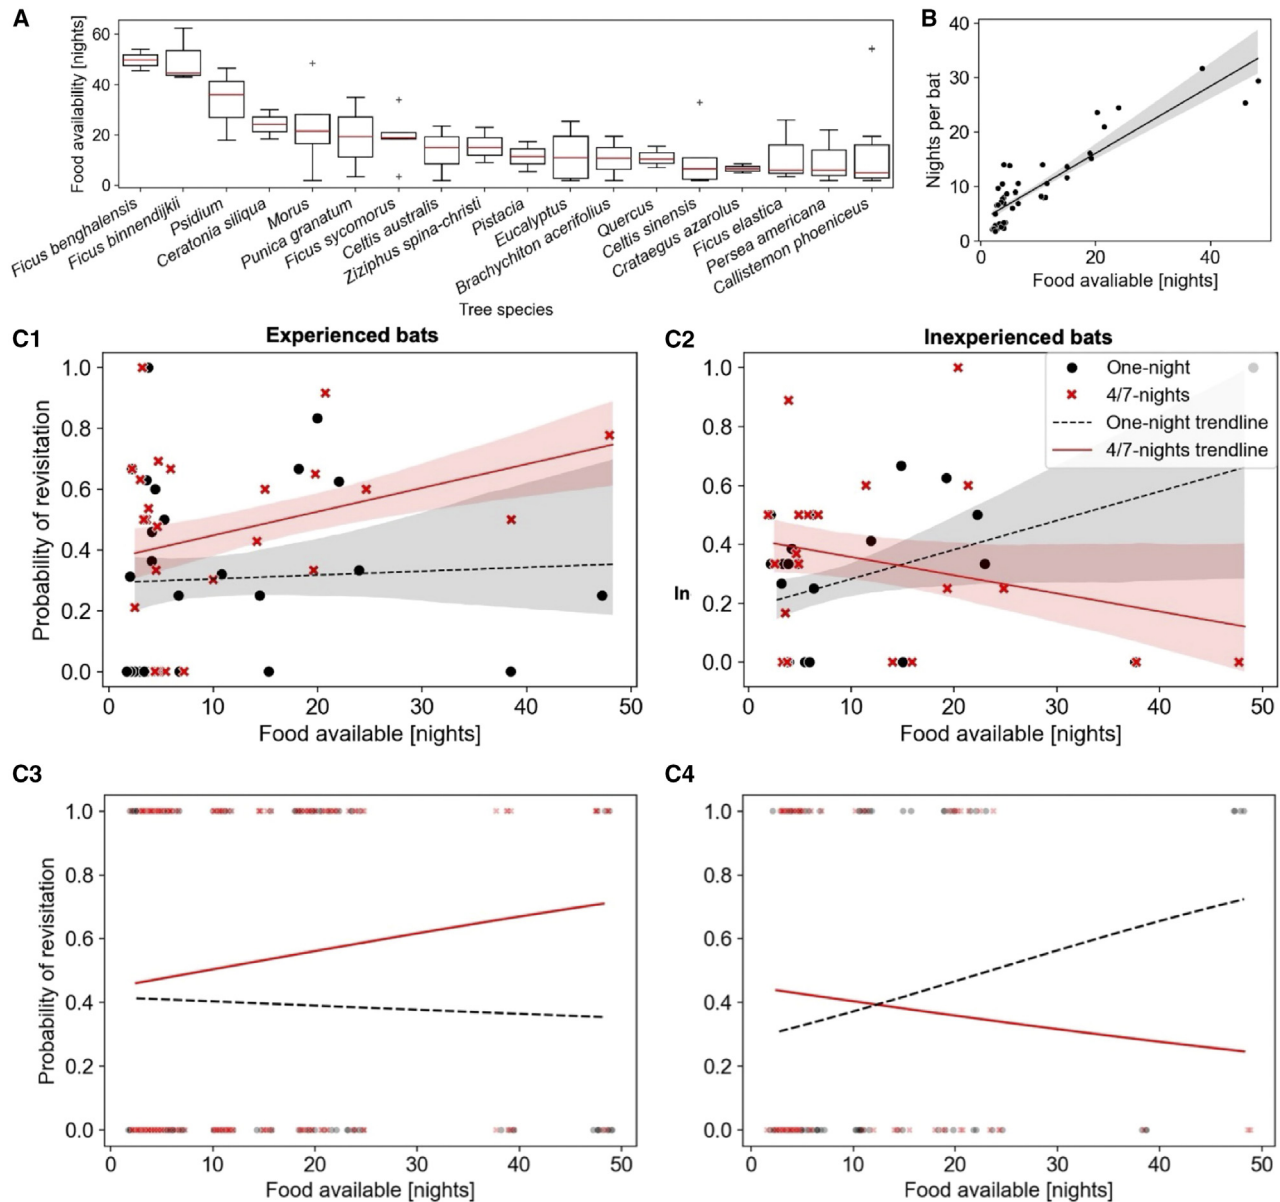 A
Food availability [nights]
60
40
20
0
Ficus benghalensis
Ficus binnendijkii
Psidium
Ceratonia siliqua
Morus
Punica granatum
Ficus sycomorus
Celtis australis
Ziziphus spina-christi
Pistacia
Eucalyptus
Brachychiton acerifolius
Quercus
Celtis sinensis
Crataegus azarolus
Ficus elastica
Persea americana
Callistemon phoeniceus
Tree species
B
Nights per bat
40
30
20
10
0
0 20 40
Food avaliable [nights]
C1
Experienced bats
Probability of revisitation
1.0
0.8
0.6
0.4
0.2
0.0
0 10 20 30 40 50
Food available [nights]
C2
Inexperienced bats
One-night
4/7-nights
One-night trendline
4/7-nights trendline
In
1.0
0.8
0.6
0.4
0.2
0.0
0 10 20 30 40 50
Food available [nights]
C3
Probability of revisitation
1.0
0.8
0.6
0.4
0.2
0.0
0 10 20 30 40 50
Food available [nights]
C4
1.0
0.8
0.6
0.4
0.2
0.0
0 10 20 30 40 50
Food available [nights]